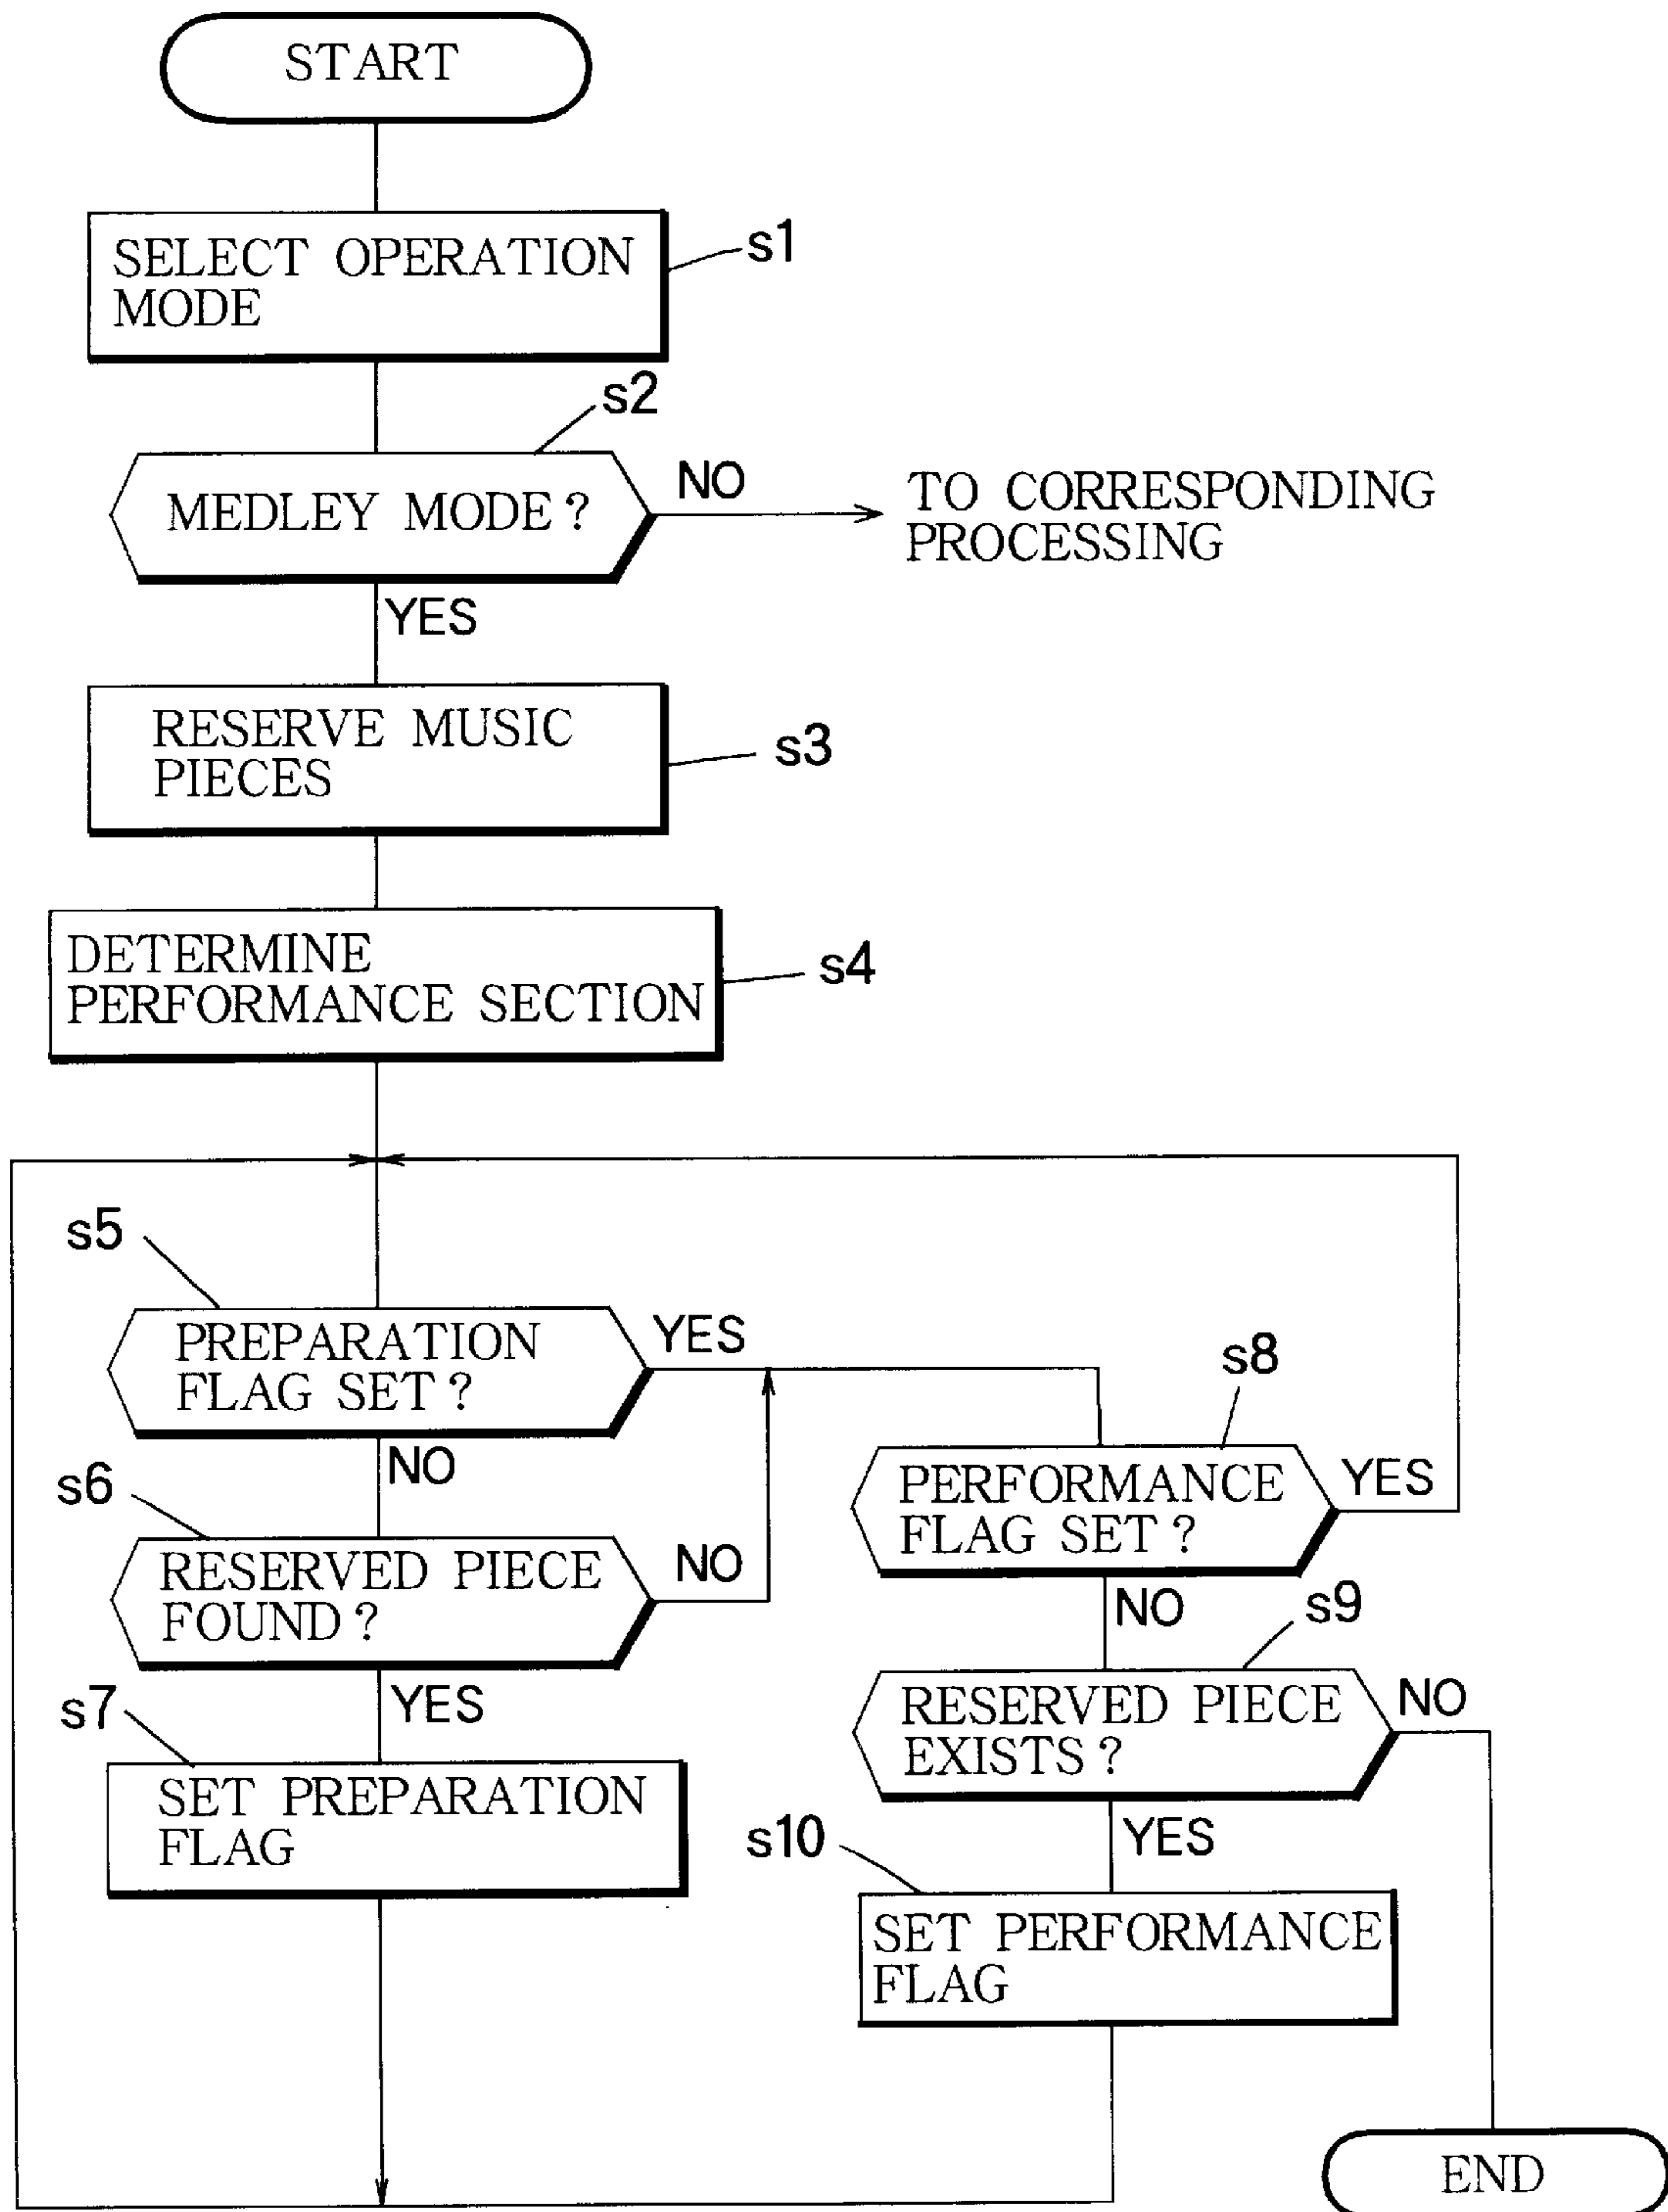 START
SELECT OPERATION
MODE
s1
s2
MEDLEY MODE?
NO
TO CORRESPONDING
PROCESSING
YES
RESERVE MUSIC
PIECES
s3
DETERMINE
PERFORMANCE SECTION
s4
s5
PREPARATION
FLAG SET?
YES
NO
s6
RESERVED PIECE
FOUND?
NO
YES
s7
SET PREPARATION
FLAG
s8
PERFORMANCE
FLAG SET?
YES
NO
s9
RESERVED PIECE
EXISTS?
NO
YES
s10
SET PERFORMANCE
FLAG
END